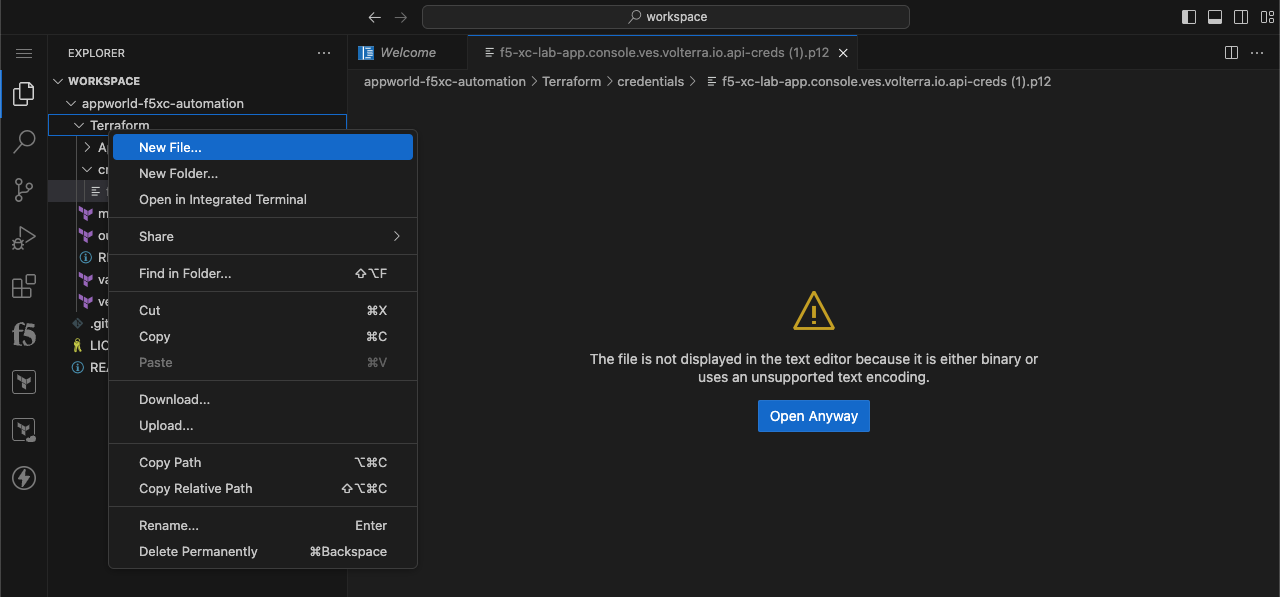 workspace
EXPLORER
Welcome
f5-xc-lab-app.console.ves.volterra.io.api-creds (1).p12
WORKSPACE
appworld-f5xc-automation
Terraform
appworld-f5xc-automation > Terraform > credentials > f5-xc-lab-app.console.ves.volterra.io.api-creds (1).p12
New File...
New Folder...
Open in Integrated Terminal
Share
Find in Folder... ⇧⌥F
Cut ⌘X
Copy ⌘C
Paste ⌘V
Download...
Upload...
Copy Path ⌥⌘C
Copy Relative Path ⇧⌥⌘C
Rename... Enter
Delete Permanently ⌘Backspace
.git
LIC
REA
f5
The file is not displayed in the text editor because it is either binary or
uses an unsupported text encoding.
Open Anyway